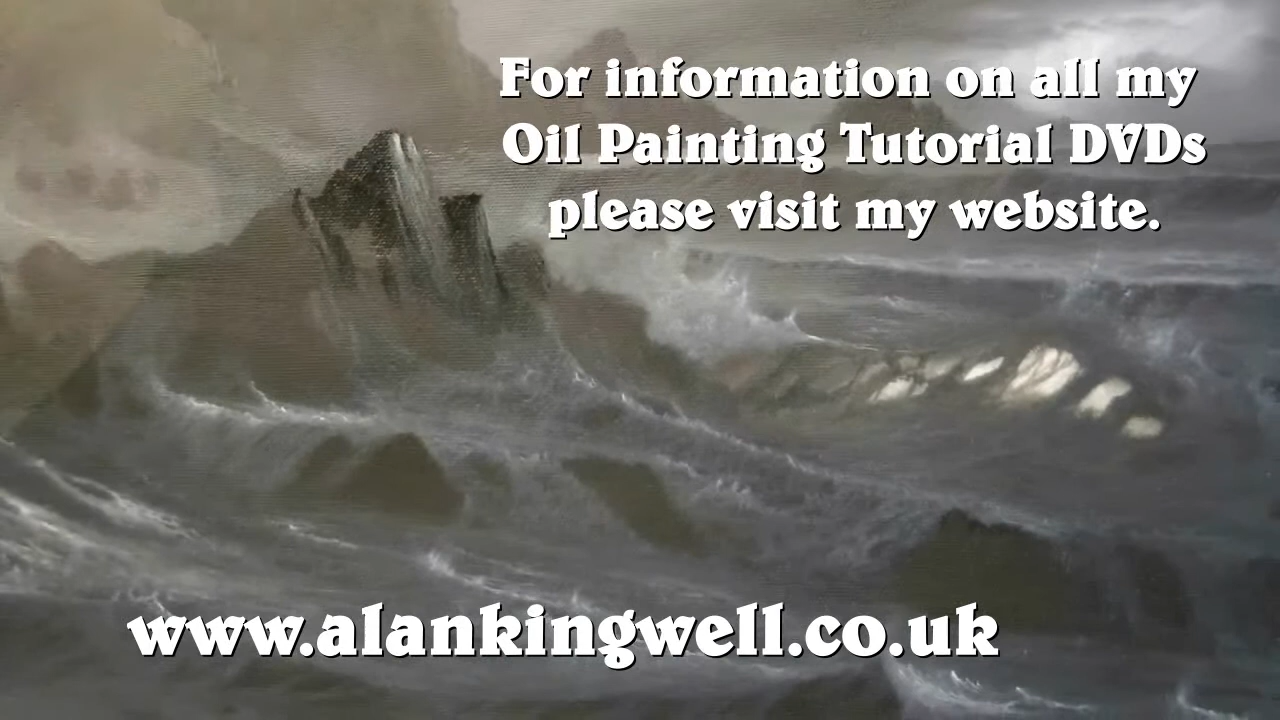 For information on all my
Oil Painting Tutorial DVDs
please visit my website.
www.alankingwell.co.uk